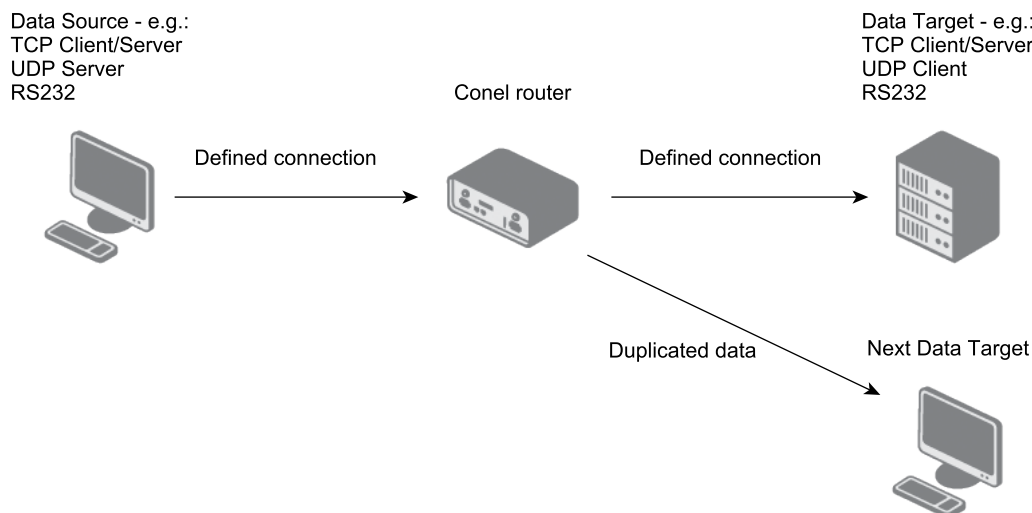 Data Source - e.g.:
TCP Client/Server
UDP Server
RS232
Conel router
Data Target - e.g.:
TCP Client/Server
UDP Client
RS232
Defined connection
Defined connection
Duplicated data
Next Data Target